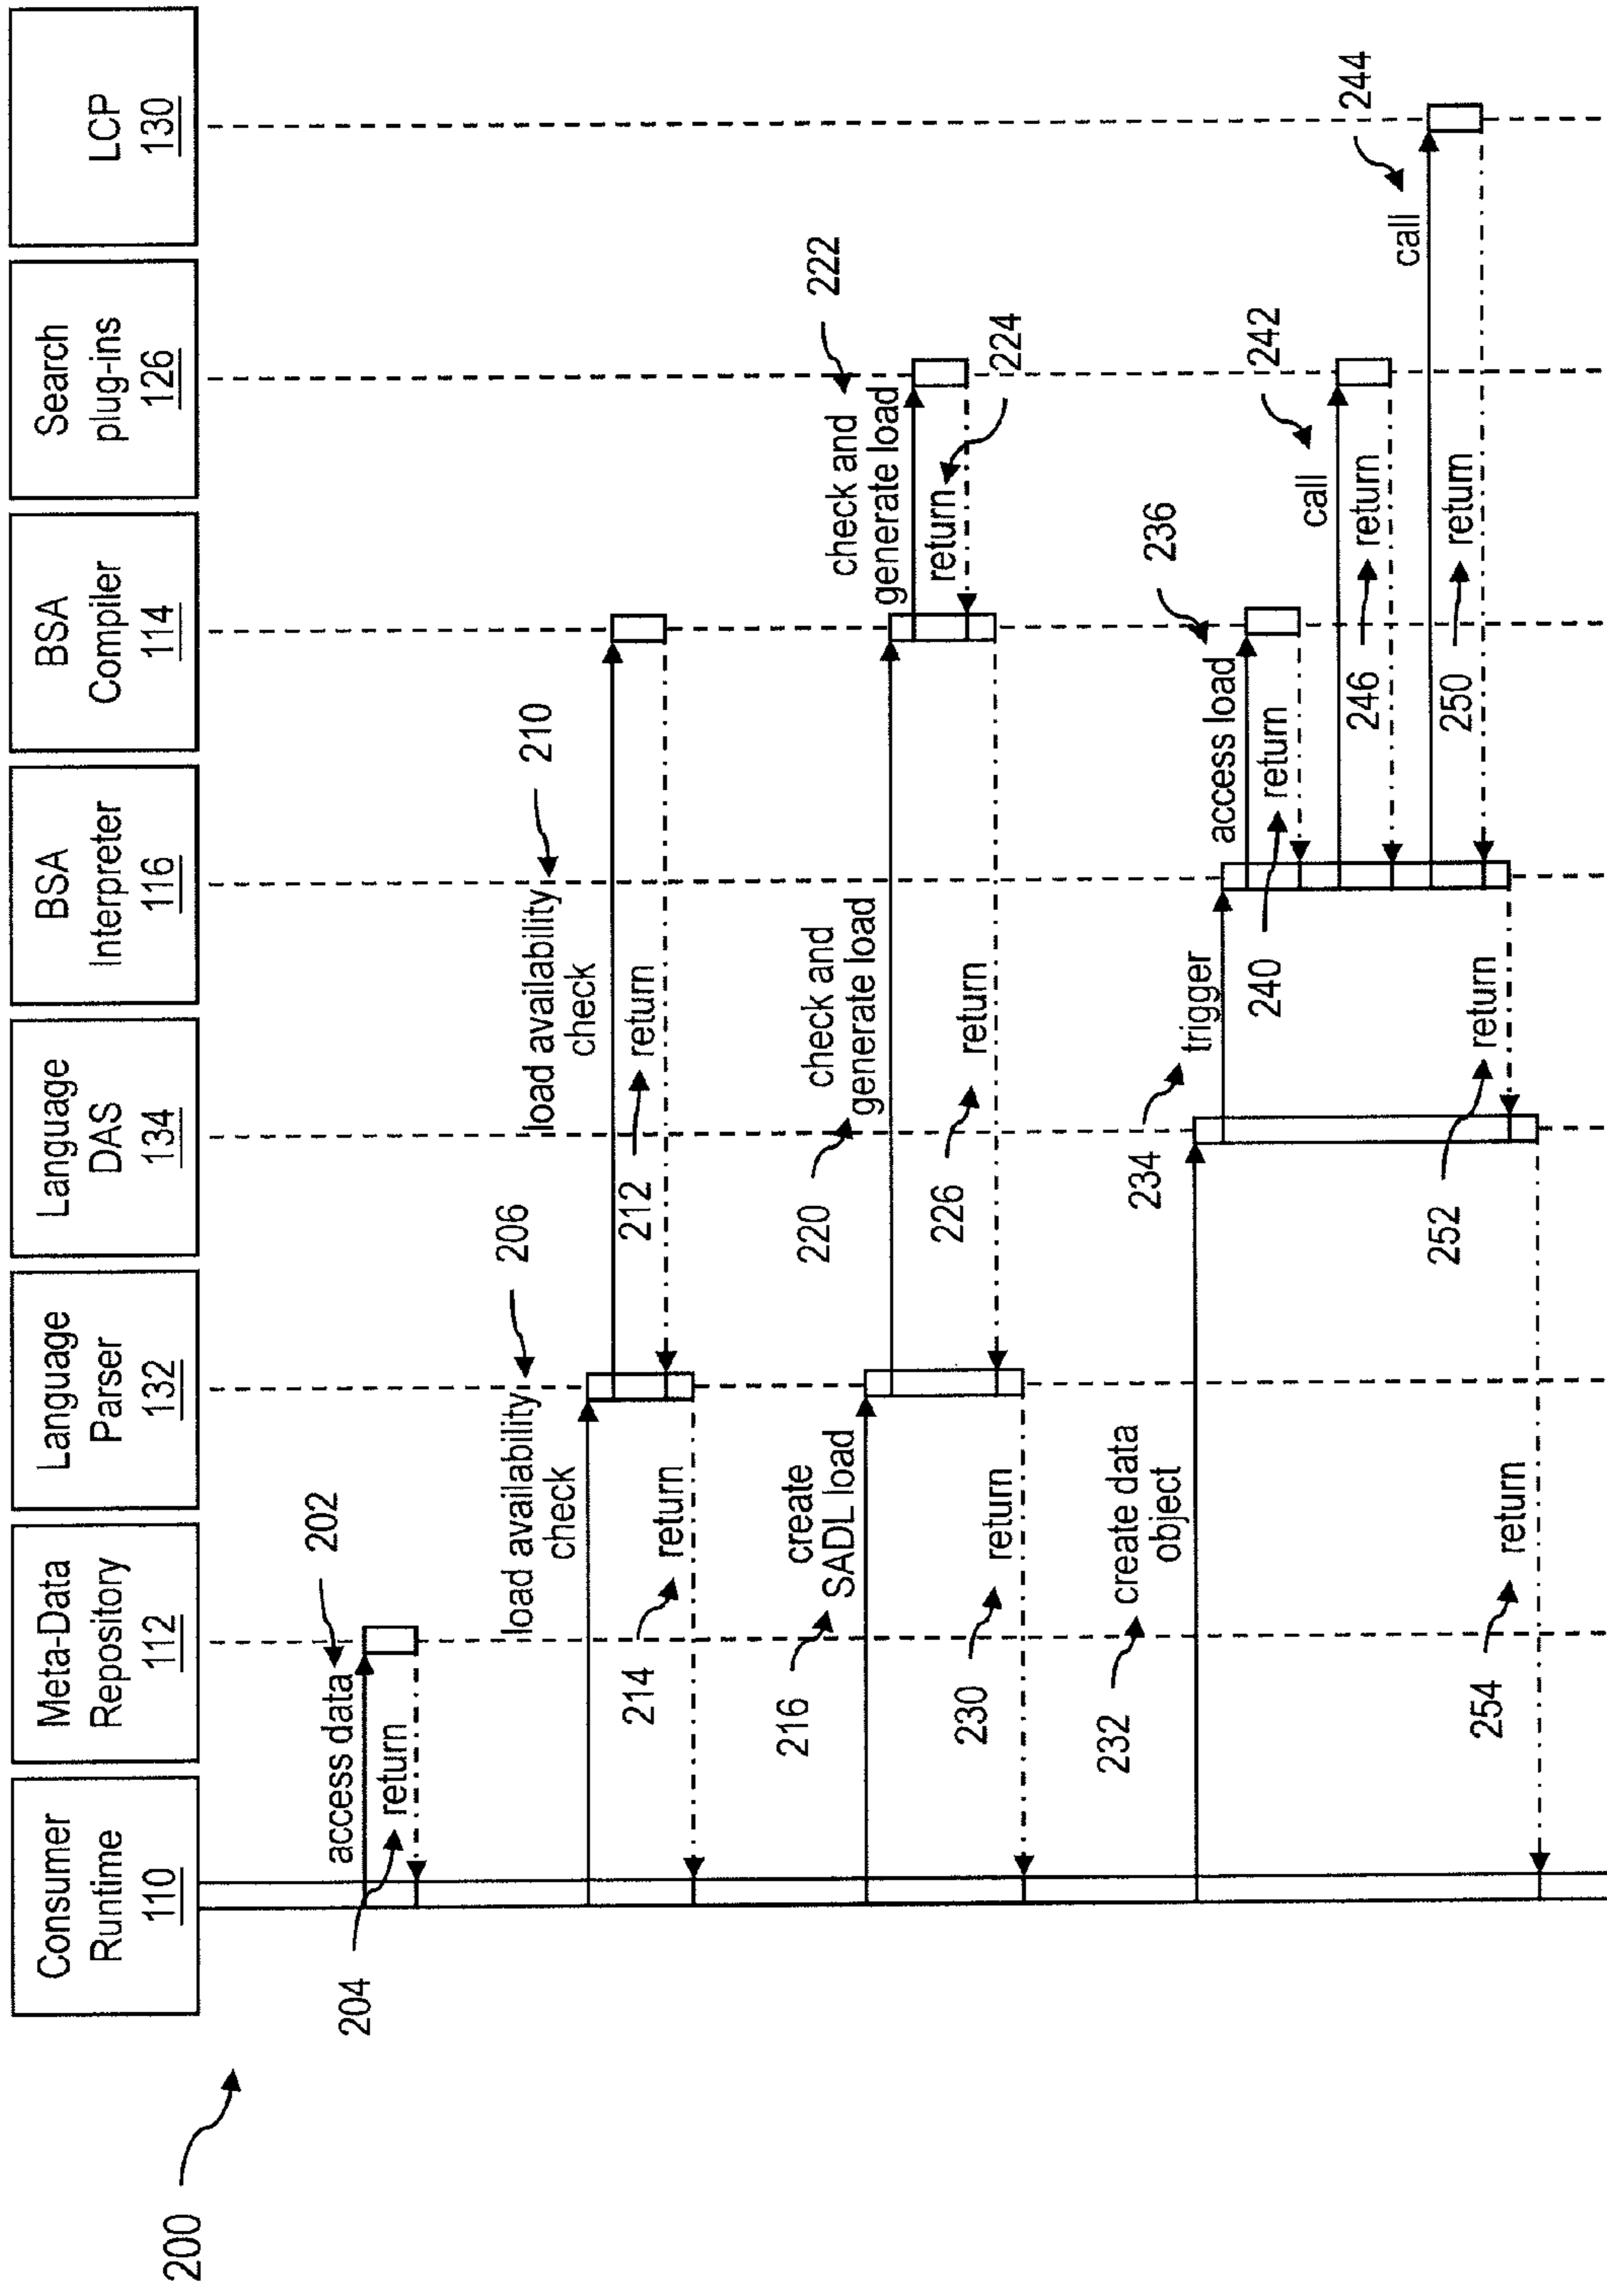 200
Consumer
Runtime
110
Meta-Data
Repository
112
Language
Parser
132
Language
DAS
134
BSA
Interpreter
116
BSA
Compiler
114
Search
plug-ins
126
LCP
130
access data
202
204
return
load availability
check
206
load availability
check
210
212
return
214
return
216
create
SADL load
220
check and
generate load
check and
generate load
222
return
224
226
return
230
return
232
create data
object
234
trigger
access load
236
240
return
call
242
246
return
call
244
250
return
252
return
254
return